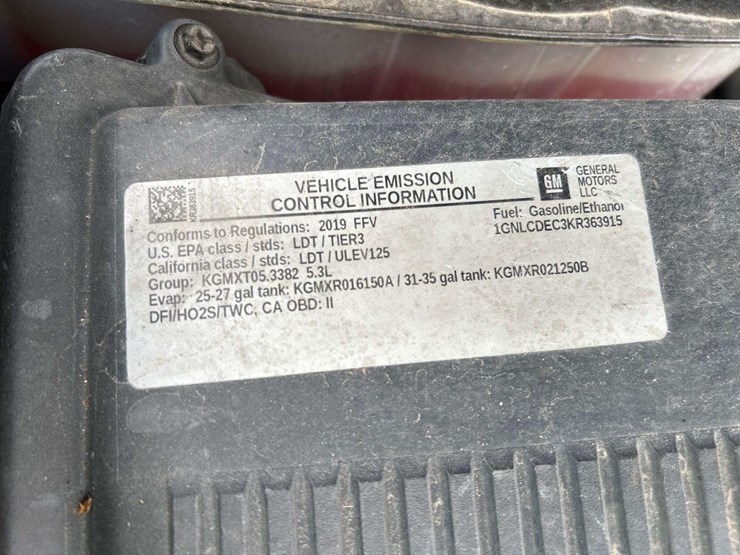 VEHICLE EMISSION
CONTROL INFORMATION
GM
GENERAL
MOTORS
LLC
Conforms to Regulations: 2019 FFV
Fuel: Gasoline/Ethanol
U.S. EPA class / stds: LDT / TIER3
1GNLCDEC3KR363915
California class / stds: LDT / ULEV125
Group: KGMXT05.3382 5.3L
Evap: 25-27 gal tank: KGMXR016150A / 31-35 gal tank: KGMXR021250B
DFI/HO2S/TWC, CA OBD: II